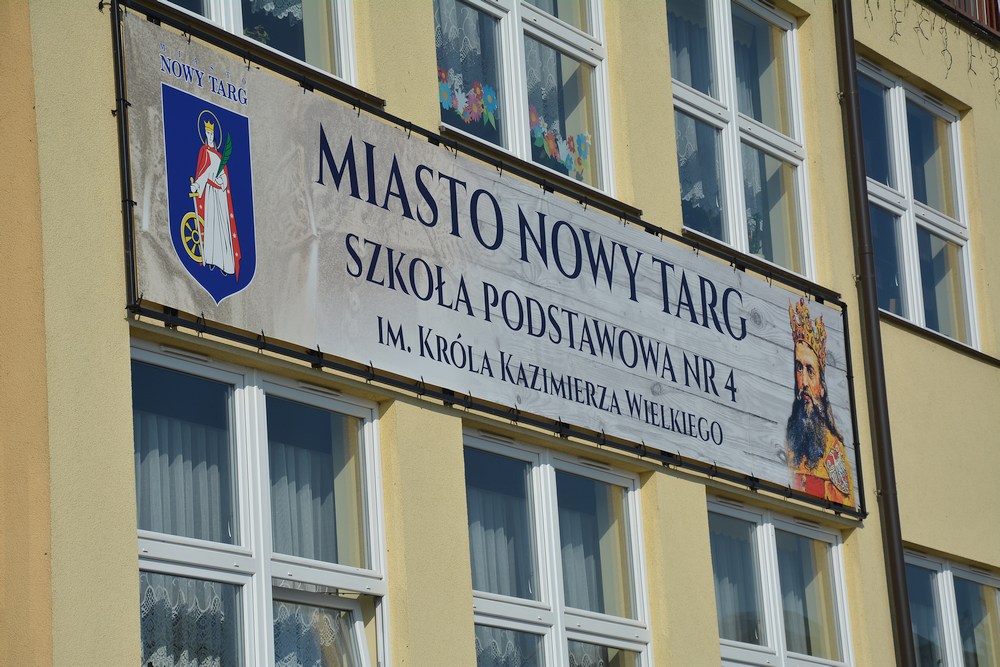 NOWY TARG
MIASTO NOWY TARG
SZKOŁA PODSTAWOWA NR 4
IM. KRÓLA KAZIMIERZA WIELKIEGO